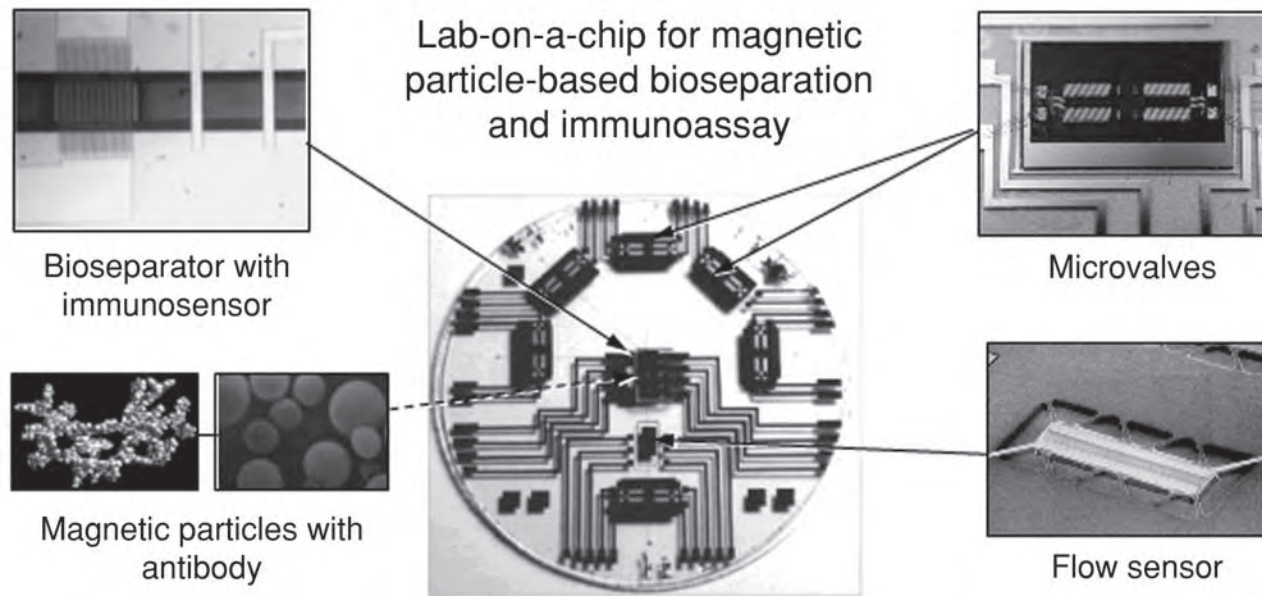 Lab-on-a-chip for magnetic
particle-based bioseparation
and immunoassay
Bioseparator with
immunosensor
Microvalves
Magnetic particles with
antibody
Flow sensor